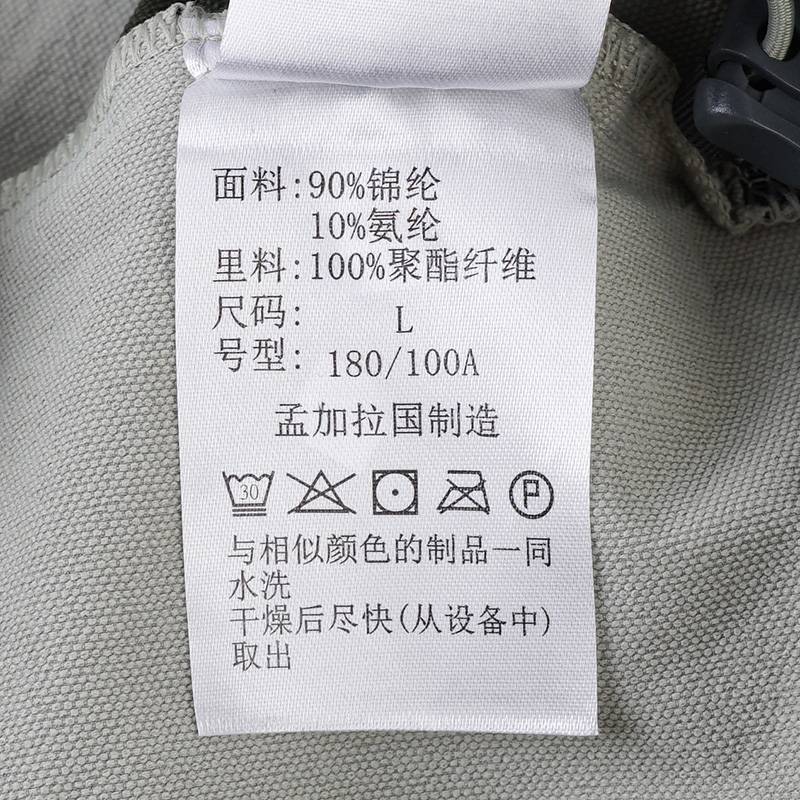 面料:90%锦纶
10%氨纶
里料:100%聚酯纤维
尺码: L
号型: 180/100A
孟加拉国制造
30 P
与相似颜色的制品一同
水洗
干燥后尽快(从设备中)
取出